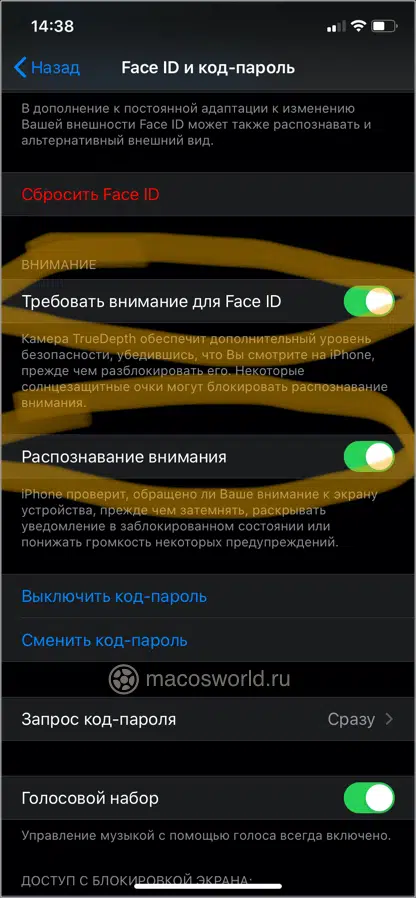 14:38
Назад
Face ID и код-пароль
В дополнение к постоянной адаптации к изменению
Вашей внешности Face ID может также распознавать и
альтернативный внешний вид.
Сбросить Face ID
ВНИМАНИЕ
Требовать внимание для Face ID
Камера TrueDepth обеспечит дополнительный уровень
безопасности, убедившись, что Вы смотрите на iPhone,
прежде чем разблокировать его. Некоторые
солнцезащитные очки могут блокировать распознавание
внимания.
Распознавание внимания
iPhone проверит, обращено ли Ваше внимание к экрану
устройства, прежде чем затемнять, раскрывать
уведомление в заблокированном состоянии или
понижать громкость некоторых предупреждений.
Выключить код-пароль
Сменить код-пароль
macosworld.ru
Запрос код-пароля
Сразу
Голосовой набор
Управление музыкой с помощью голоса всегда включено.
ДОСТУП С БЛОКИРОВКОЙ ЭКРАНА: